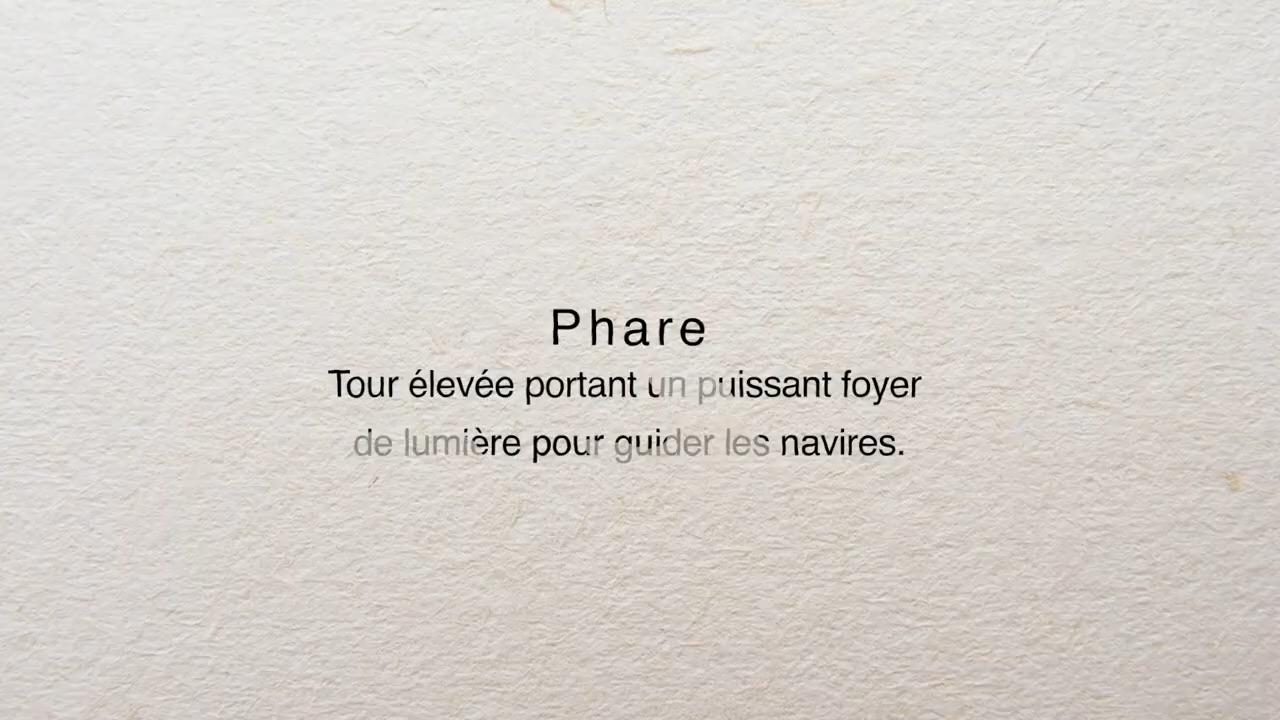 Phare
Tour élevée portant un puissant foyer
de lumière pour guider les navires.